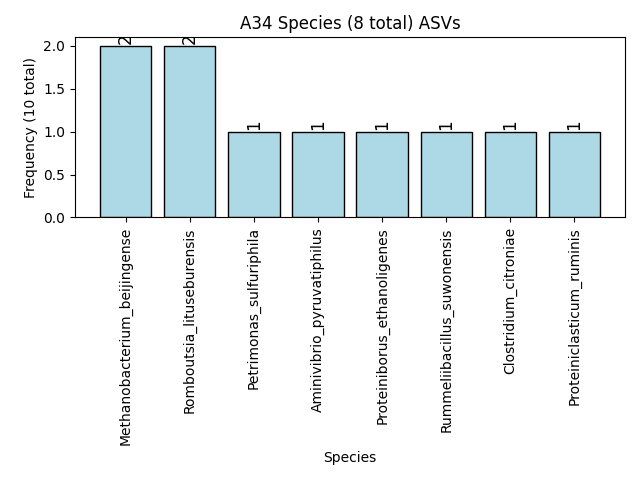 A34 Species (8 total) ASVs
Frequency (10 total)
2.0
1.5
1.0
0.5
0.0
2
2
1
1
1
1
1
1
Methanobacterium_beijingense
Romboutsia_lituseburensis
Petrimonas_sulfuriphila
Aminivibrio_pyruvatiphilus
Proteiniborus_ethanoligenes
Rummeliibacillus_suwonensis
Clostridium_citroniae
Proteiniclasticum_ruminis
Species